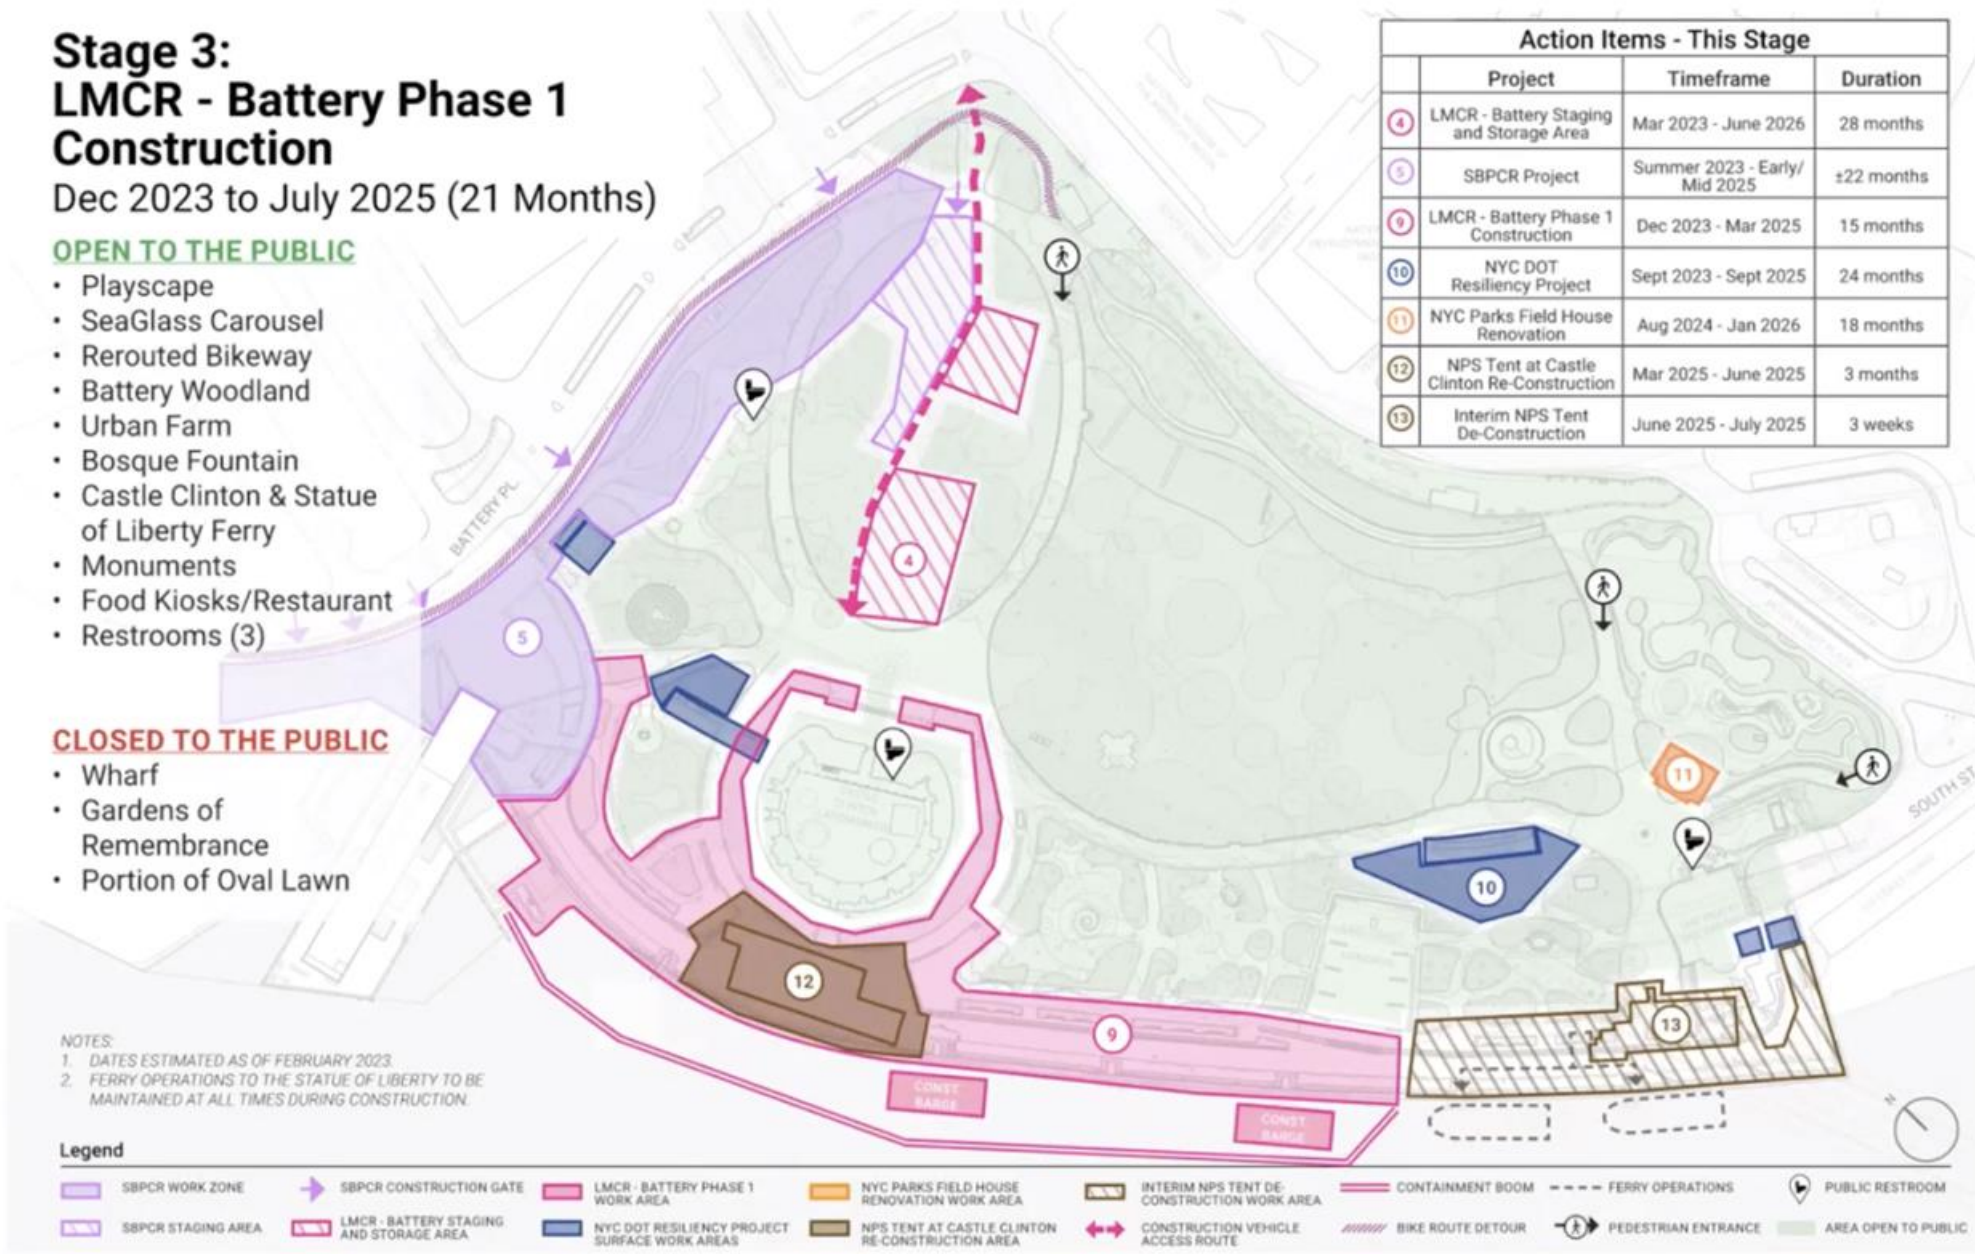 Stage 3:
LMCR - Battery Phase 1
Construction
Dec 2023 to July 2025 (21 Months)
OPEN TO THE PUBLIC
• Playscape
• SeaGlass Carousel
• Rerouted Bikeway
• Battery Woodland
• Urban Farm
• Bosque Fountain
• Castle Clinton & Statue
of Liberty Ferry
• Monuments
• Food Kiosks/Restaurant
• Restrooms (3)
CLOSED TO THE PUBLIC
• Wharf
• Gardens of
Remembrance
• Portion of Oval Lawn
NOTES:
1. DATES ESTIMATED AS OF FEBRUARY 2023.
2. FERRY OPERATIONS TO THE STATUE OF LIBERTY TO BE
MAINTAINED AT ALL TIMES DURING CONSTRUCTION.
Action Items - This Stage
Project Timeframe Duration
4 LMCR - Battery Staging and Storage Area Mar 2023 - June 2026 28 months
5 SBPCR Project Summer 2023 - Early/ Mid 2025 ±22 months
9 LMCR - Battery Phase 1 Construction Dec 2023 - Mar 2025 15 months
10 NYC DOT Resiliency Project Sept 2023 - Sept 2025 24 months
11 NYC Parks Field House Renovation Aug 2024 - Jan 2026 18 months
12 NPS Tent at Castle Clinton Re-Construction Mar 2025 - June 2025 3 months
13 Interim NPS Tent De-Construction June 2025 - July 2025 3 weeks
BATTERY PL.
4
5
11
SOUTH ST
10
12
9
13
CONST
BARGE
CONST
BARGE
N
Legend
SBPCR WORK ZONE
SBPCR STAGING AREA
SBPCR CONSTRUCTION GATE
LMCR - BATTERY STAGING
AND STORAGE AREA
LMCR - BATTERY PHASE 1
WORK AREA
NYC DOT RESILIENCY PROJECT
SURFACE WORK AREAS
NYC PARKS FIELD HOUSE
RENOVATION WORK AREA
NPS TENT AT CASTLE CLINTON
RE-CONSTRUCTION AREA
INTERIM NPS TENT DE-
CONSTRUCTION WORK AREA
CONSTRUCTION VEHICLE
ACCESS ROUTE
CONTAINMENT BOOM
BIKE ROUTE DETOUR
FERRY OPERATIONS
PEDESTRIAN ENTRANCE
PUBLIC RESTROOM
AREA OPEN TO PUBLIC